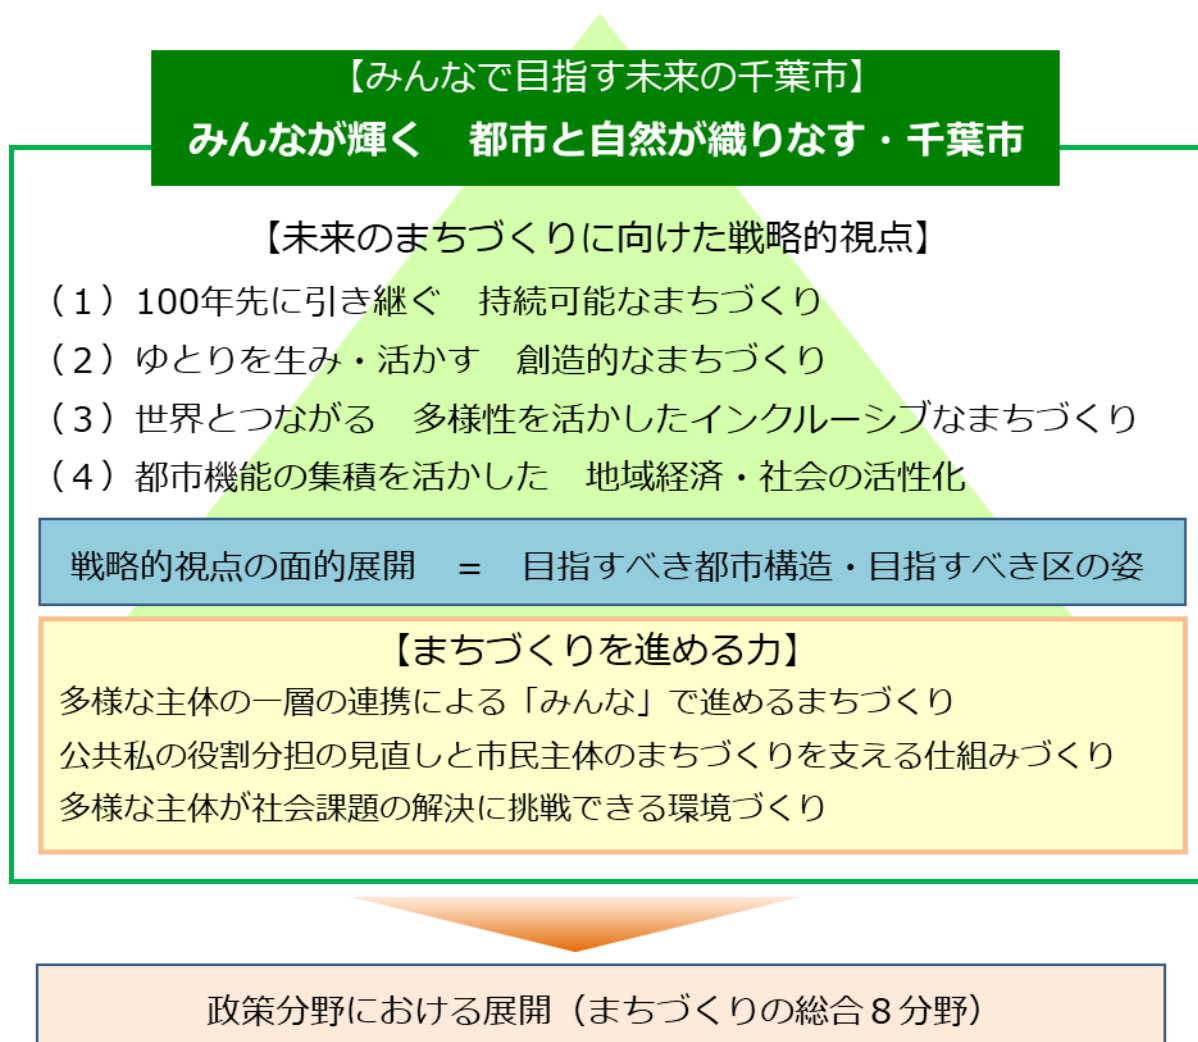 【みんなで目指す未来の千葉市】
みんなが輝く　都市と自然が織りなす・千葉市
【未来のまちづくりに向けた戦略的視点】
（１）100年先に引き継ぐ　持続可能なまちづくり
（２）ゆとりを生み・活かす　創造的なまちづくり
（３）世界とつながる　多様性を活かしたインクルーシブなまちづくり
（４）都市機能の集積を活かした　地域経済・社会の活性化
戦略的視点の面的展開　＝　目指すべき都市構造・目指すべき区の姿
【まちづくりを進める力】
多様な主体の一層の連携による「みんな」で進めるまちづくり
公共私の役割分担の見直しと市民主体のまちづくりを支える仕組みづくり
多様な主体が社会課題の解決に挑戦できる環境づくり
政策分野における展開（まちづくりの総合８分野）